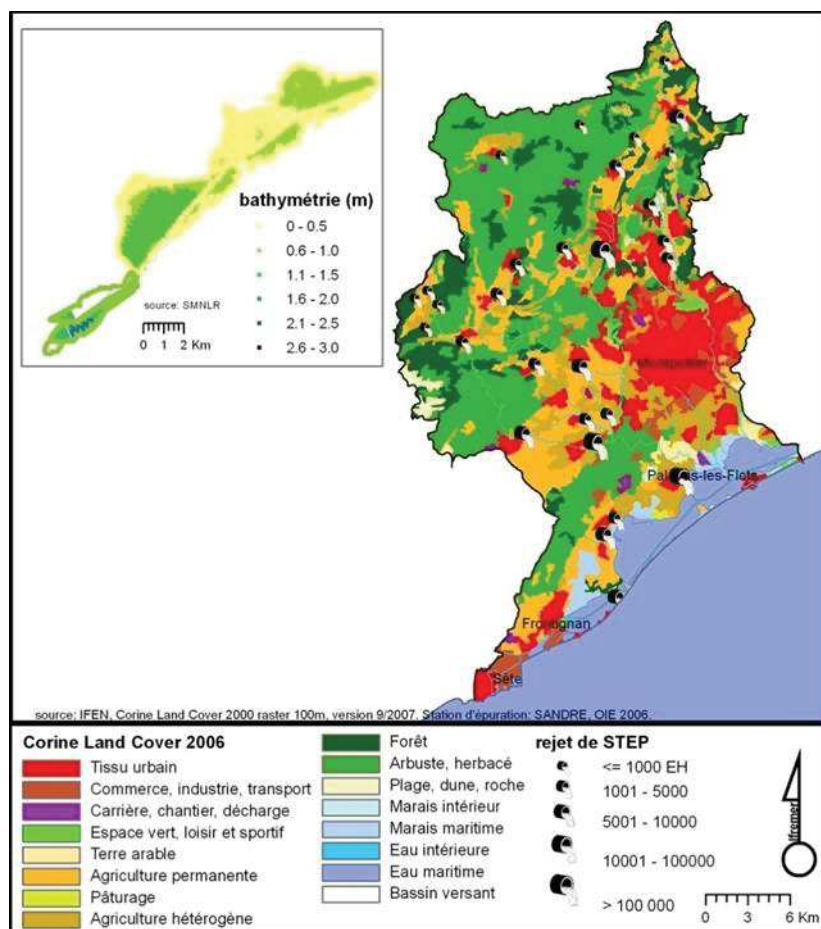 bathymétrie (m)
0 - 0.5
0.6 - 1.0
1.1 - 1.5
1.6 - 2.0
2.1 - 2.5
2.6 - 3.0
source: SMNLR
0 1 2 Km
Frontignan
Sète
source: IFEN, Corine Land Cover 2000 raster 100m, version 9/2007. Station d'épuration: SANDRE, OIE 2006.
Corine Land Cover 2006
Tissu urbain
Commerce, industrie, transport
Carrière, chantier, décharge
Espace vert, loisir et sportif
Terre arable
Agriculture permanente
Pâturage
Agriculture hétérogène
Forêt
Arbuste, herbacé
Plage, dune, roche
Marais intérieur
Marais maritime
Eau intérieure
Eau maritime
Bassin versant
rejet de STEP
<= 1000 EH
1001 - 5000
5001 - 10000
10001 - 100000
> 100 000
Ifremer
0 3 6 Km